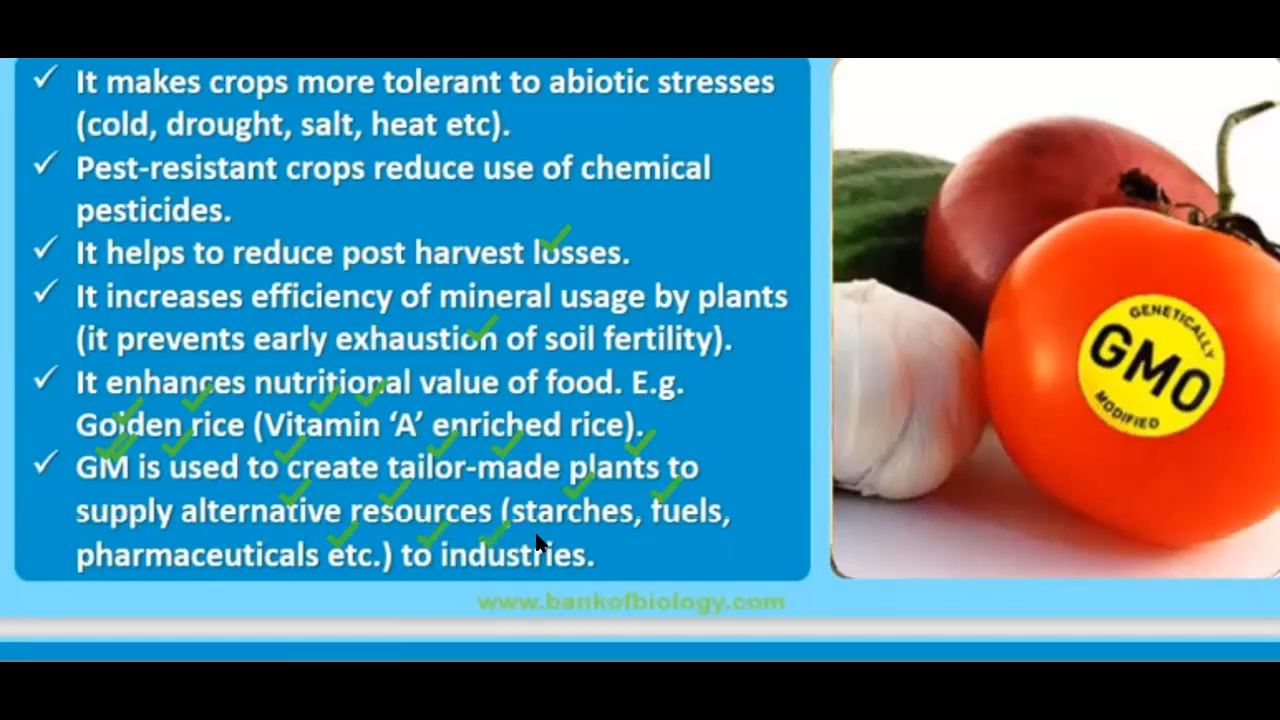 It makes crops more tolerant to abiotic stresses
(cold, drought, salt, heat etc).
Pest-resistant crops reduce use of chemical
pesticides.
It helps to reduce post harvest losses.
It increases efficiency of mineral usage by plants
(it prevents early exhaustion of soil fertility).
It enhances nutritional value of food. E.g.
Golden rice (Vitamin ‘A’ enriched rice).
GM is used to create tailor-made plants to
supply alternative resources (starches, fuels,
pharmaceuticals etc.) to industries.
GENETICALLY
GMO
MODIFIED
www.bankofbiology.com